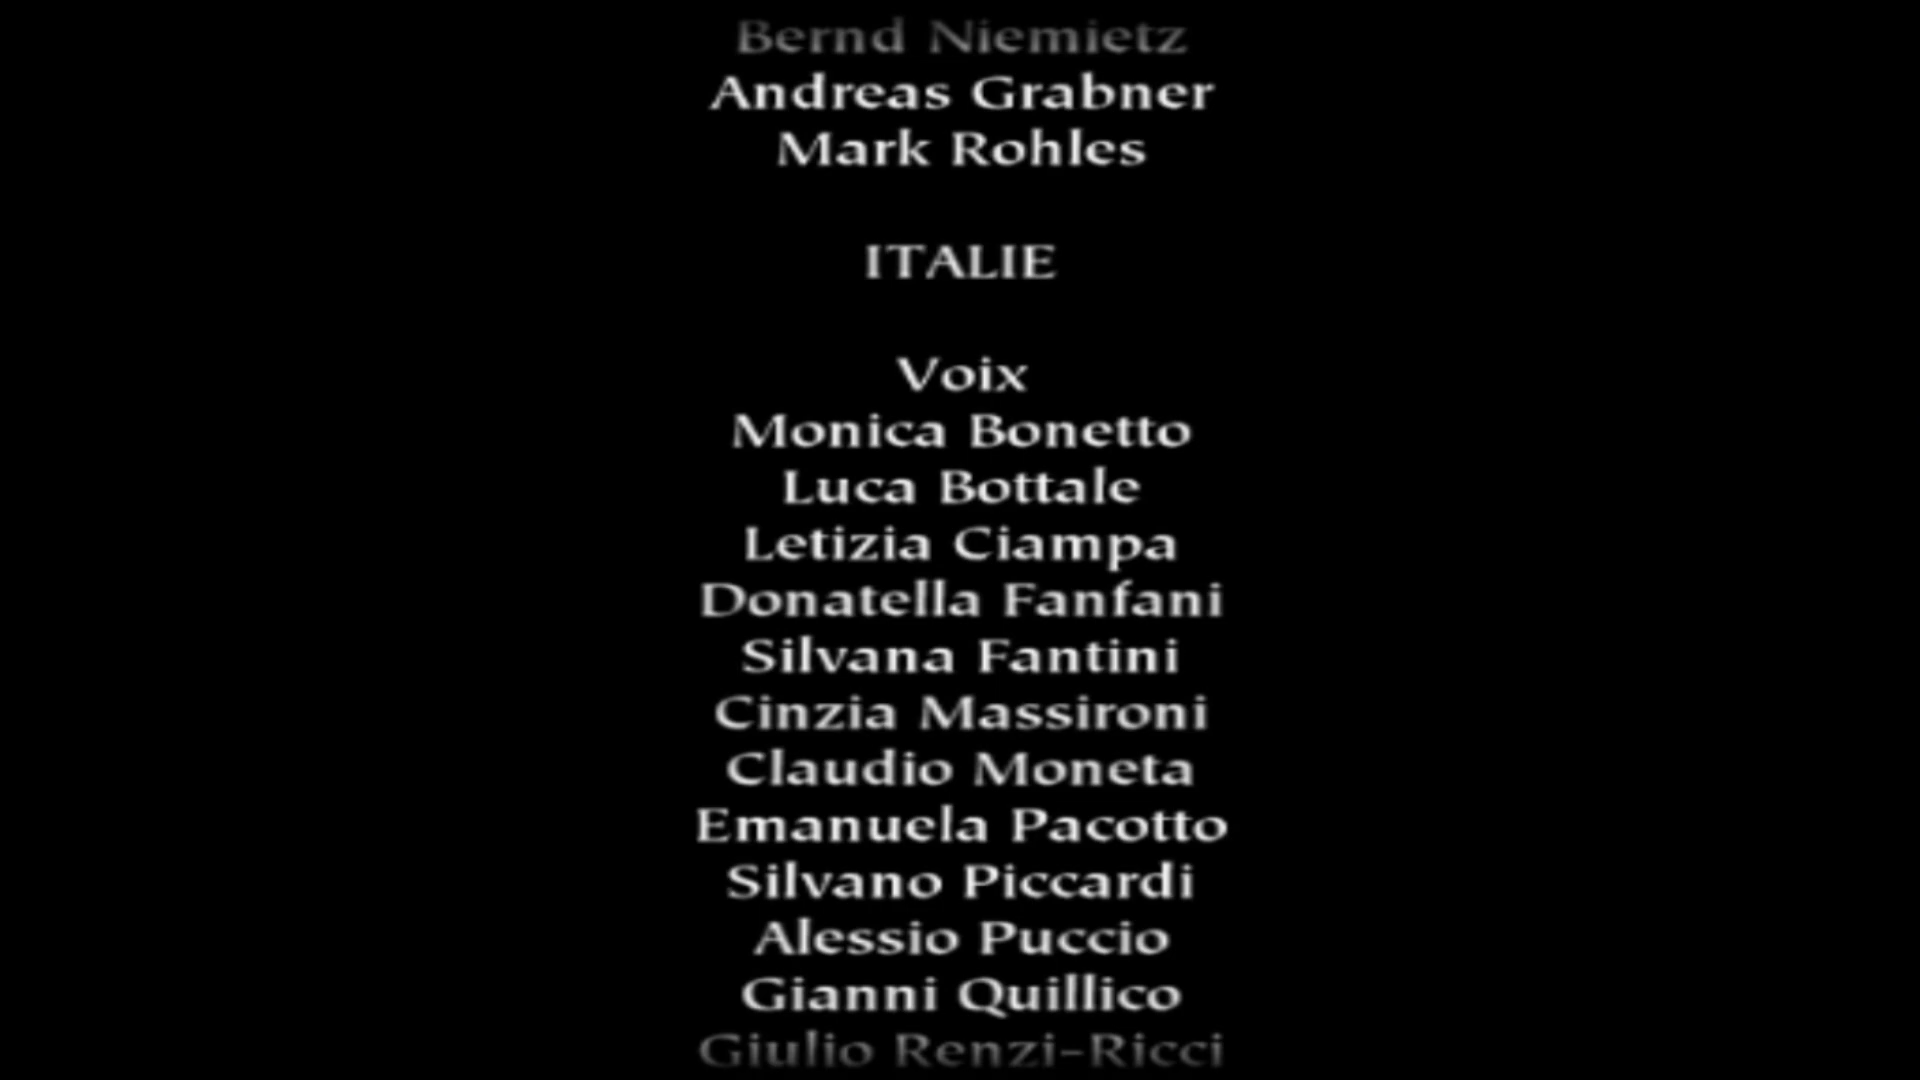 Bernd Niemietz
Andreas Grabner
Mark Rohles
ITALIE
Voix
Monica Bonetto
Luca Bottale
Letizia Ciampa
Donatella Fanfani
Silvana Fantini
Cinzia Massironi
Claudio Moneta
Emanuela Pacotto
Silvano Piccardi
Alessio Puccio
Gianni Quillico
Giulio Renzi-Ricci